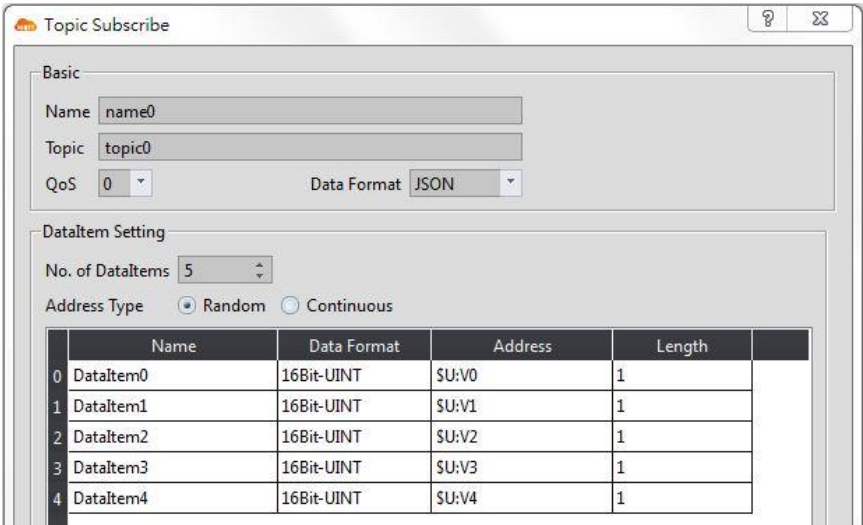 Topic Subscribe
Basic
Name name0
Topic topic0
QoS 0 Data Format JSON
DataItem Setting
No. of DataItems 5
Address Type Random Continuous
Name Data Format Address Length
0 DataItem0 16Bit-UINT $U:V0 1
1 DataItem1 16Bit-UINT $U:V1 1
2 DataItem2 16Bit-UINT $U:V2 1
3 DataItem3 16Bit-UINT $U:V3 1
4 DataItem4 16Bit-UINT $U:V4 1